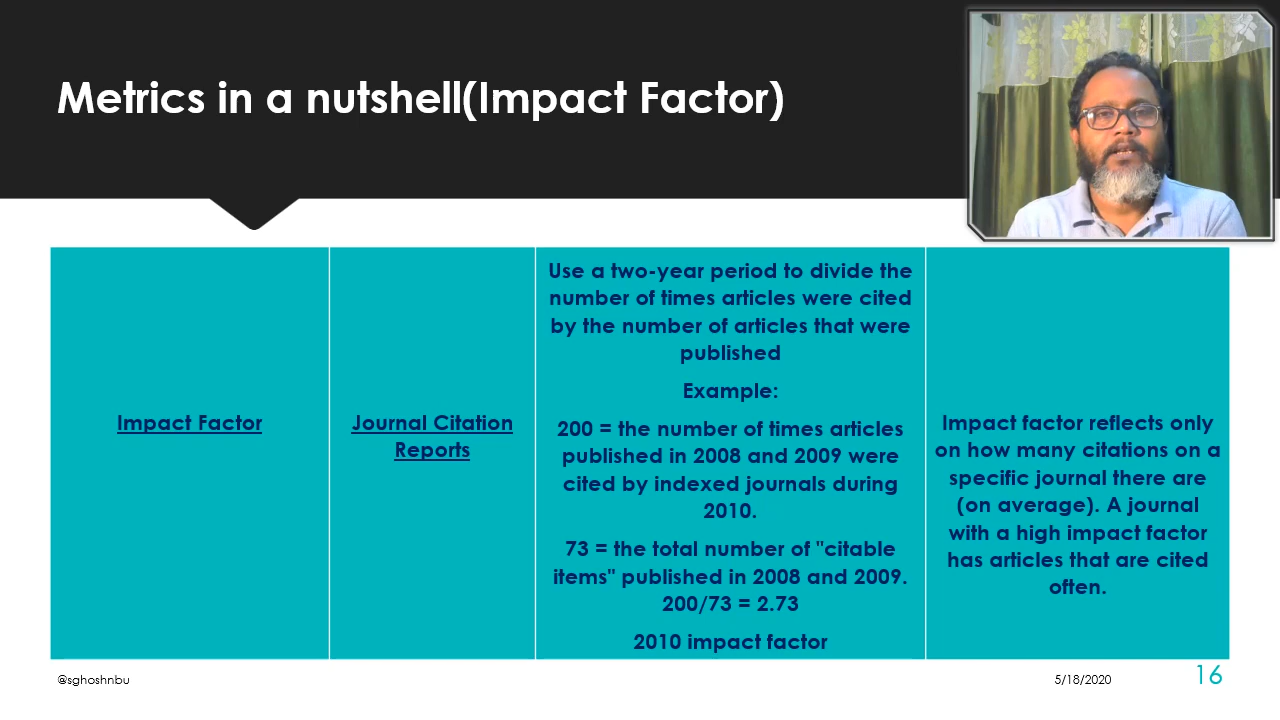 Metrics in a nutshell(Impact Factor)
Impact Factor
Journal Citation
Reports
Use a two-year period to divide the
number of times articles were cited
by the number of articles that were
published
Example:
200 = the number of times articles
published in 2008 and 2009 were
cited by indexed journals during
2010.
73 = the total number of "citable
items" published in 2008 and 2009.
200/73 = 2.73
2010 impact factor
Impact factor reflects only
on how many citations on a
specific journal there are
(on average). A journal
with a high impact factor
has articles that are cited
often.
@sghoshnbu
5/18/2020
16